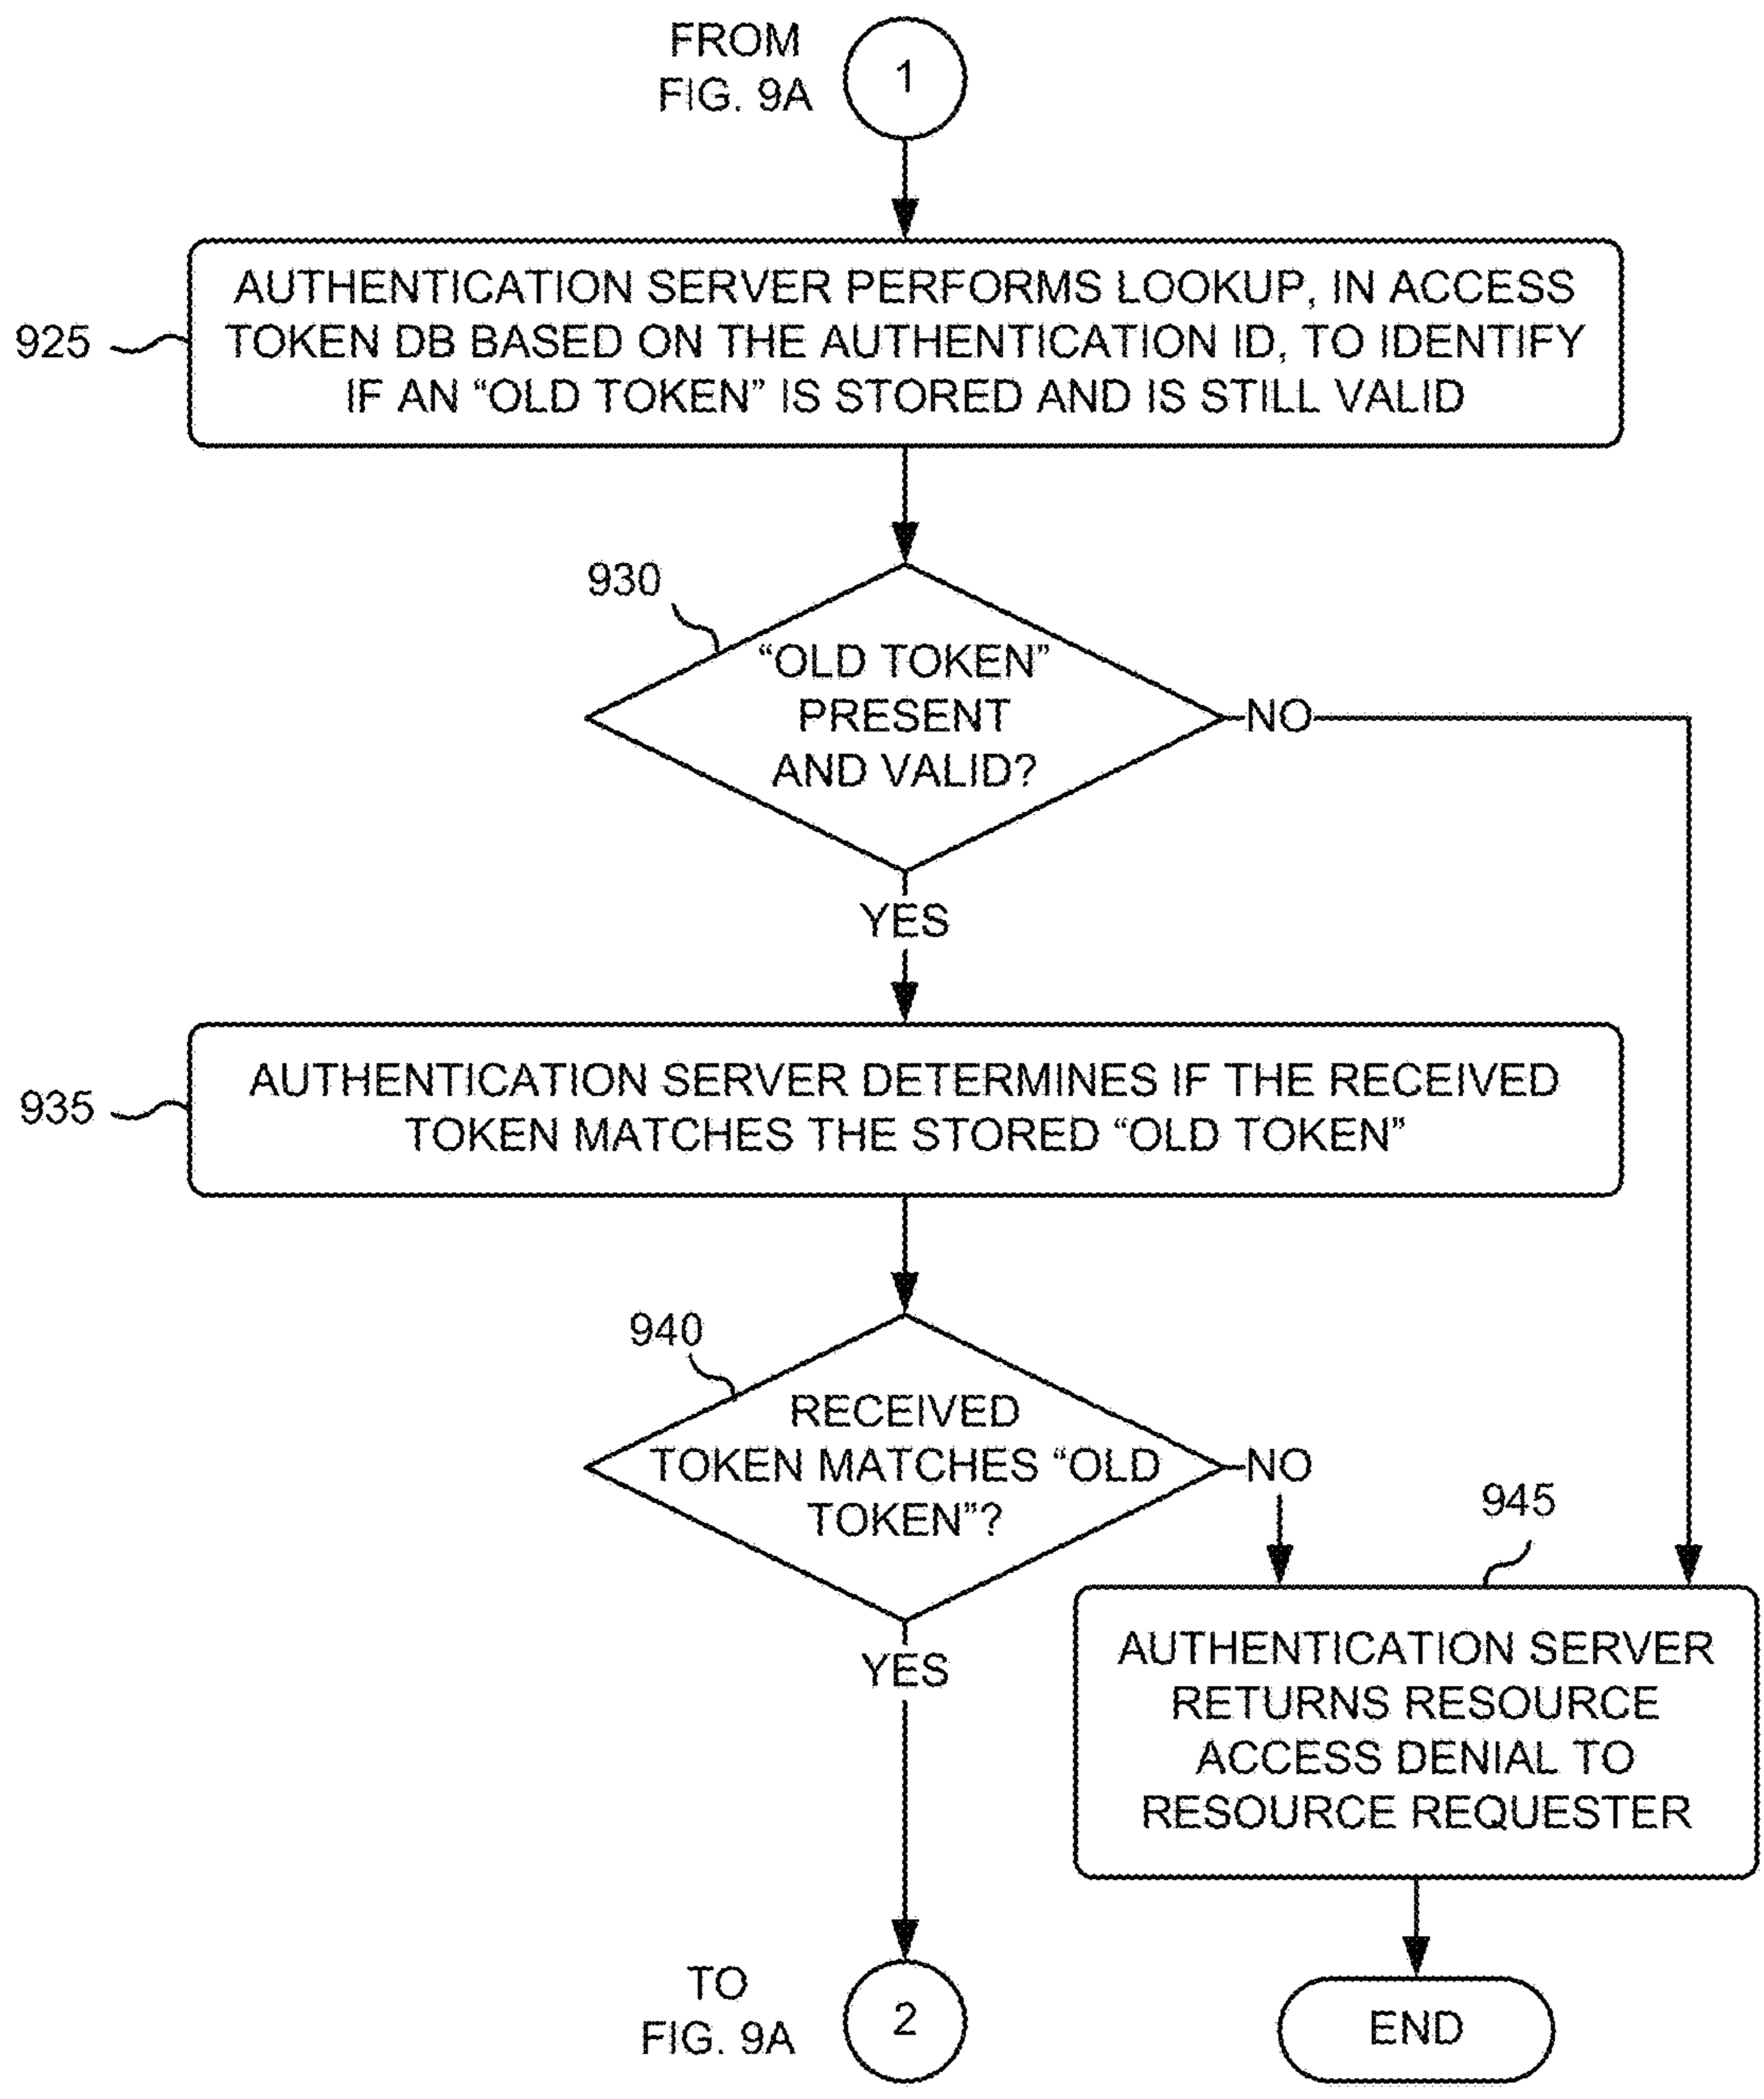 FROM
FIG. 9A
1
AUTHENTICATION SERVER PERFORMS LOOKUP, IN ACCESS
TOKEN DB BASED ON THE AUTHENTICATION ID, TO IDENTIFY
IF AN “OLD TOKEN” IS STORED AND IS STILL VALID
925
930
“OLD TOKEN”
PRESENT
AND VALID?
NO
YES
AUTHENTICATION SERVER DETERMINES IF THE RECEIVED
TOKEN MATCHES THE STORED “OLD TOKEN”
935
940
RECEIVED
TOKEN MATCHES “OLD
TOKEN”?
NO
YES
945
AUTHENTICATION SERVER
RETURNS RESOURCE
ACCESS DENIAL TO
RESOURCE REQUESTER
TO
FIG. 9A
2
END